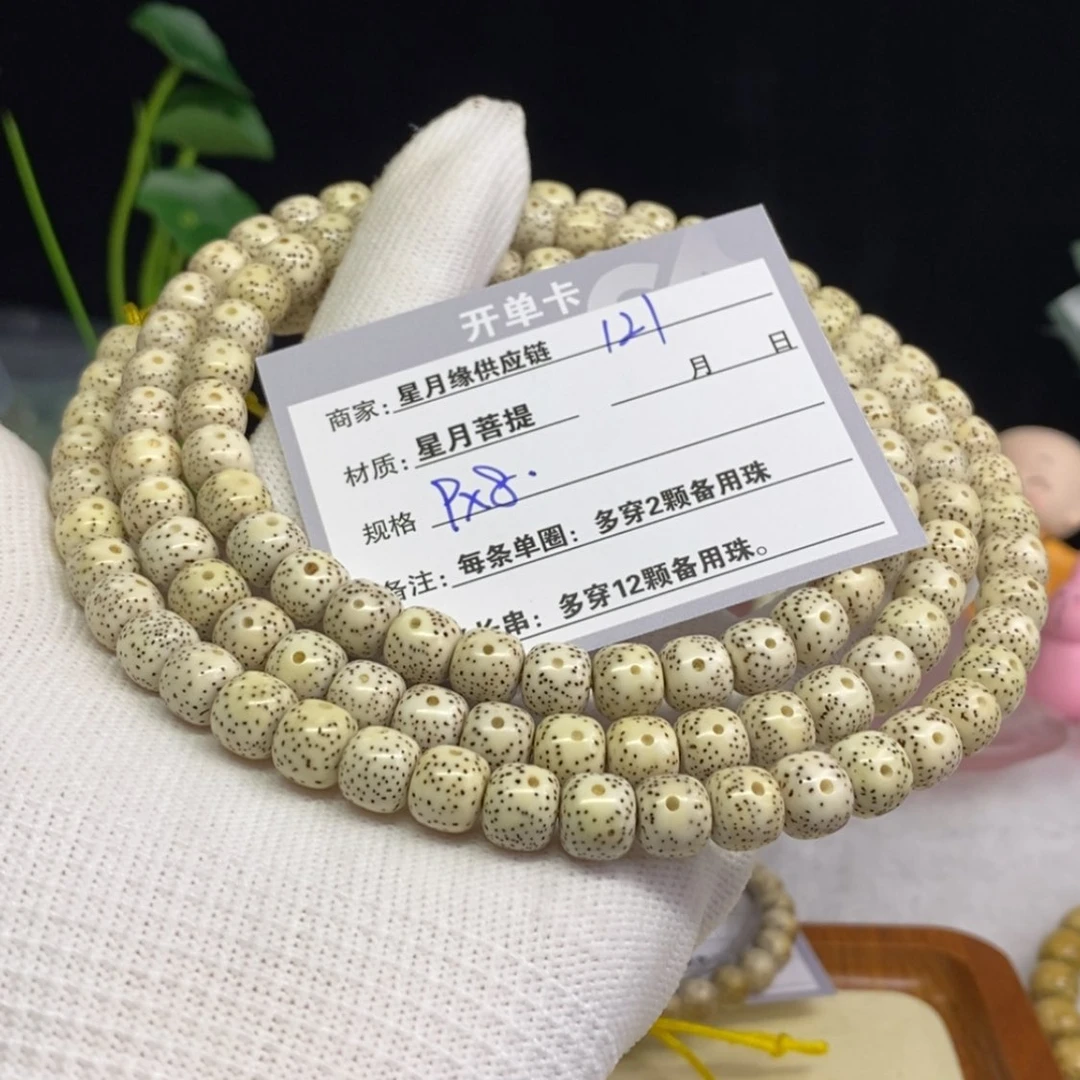 开单卡
商家：星月缘供应链 121
月 日
材质：星月菩提
规格 Px8.
备注：每条单圈：多穿2颗备用珠
长串：多穿12颗备用珠。